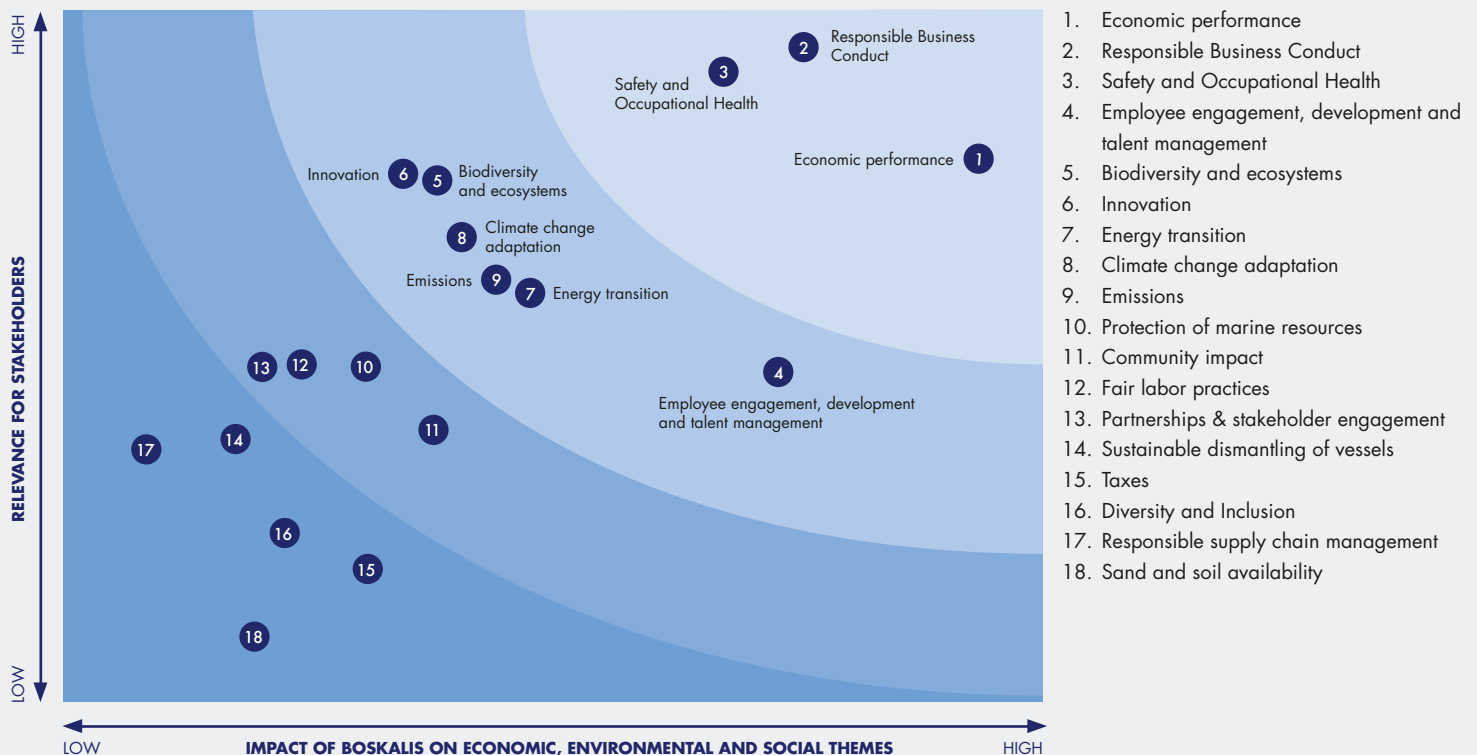 HIGH
RELEVANCE FOR STAKEHOLDERS
LOW
2
Responsible Business
Conduct
3
Safety and
Occupational Health
Economic performance
1
Innovation
6
5
Biodiversity
and ecosystems
8
Climate change
adaptation
Emissions
9
7
Energy transition
13
12
10
4
Employee engagement, development
and talent management
11
14
17
16
15
18
LOW
IMPACT OF BOSKALIS ON ECONOMIC, ENVIRONMENTAL AND SOCIAL THEMES
HIGH
1. Economic performance
2. Responsible Business Conduct
3. Safety and Occupational Health
4. Employee engagement, development and
talent management
5. Biodiversity and ecosystems
6. Innovation
7. Energy transition
8. Climate change adaptation
9. Emissions
10. Protection of marine resources
11. Community impact
12. Fair labor practices
13. Partnerships & stakeholder engagement
14. Sustainable dismantling of vessels
15. Taxes
16. Diversity and Inclusion
17. Responsible supply chain management
18. Sand and soil availability